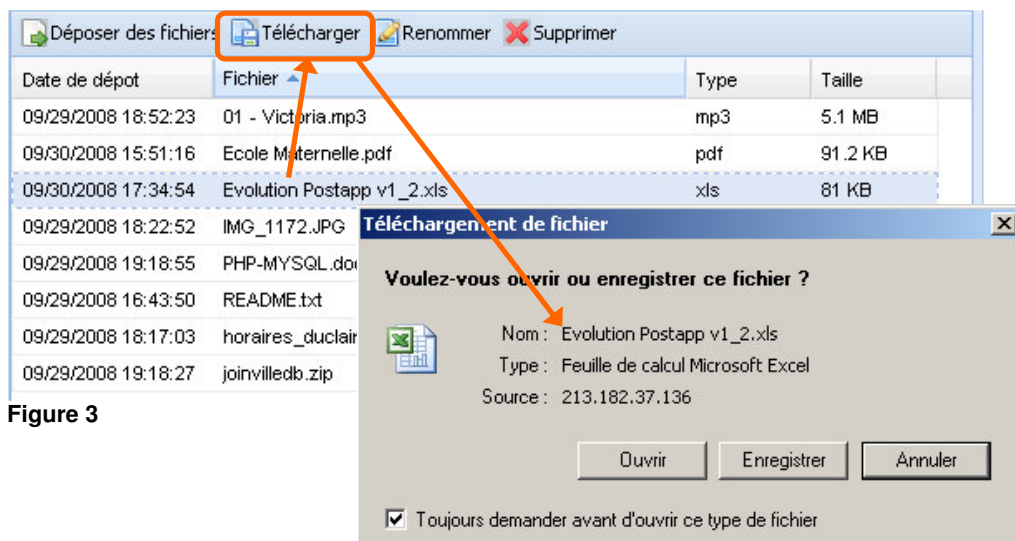 Déposer des fichiers Télécharger Renommer Supprimer
Date de dépot Fichier Type Taille
09/29/2008 18:52:23 01 - Victoria.mp3 mp3 5.1 MB
09/30/2008 15:51:16 Ecole Maternelle.pdf pdf 91.2 KB
09/30/2008 17:34:54 Evolution Postapp v1_2.xls xls 81 KB
09/29/2008 18:22:52 IMG_1172.JPG
09/29/2008 19:18:55 PHP-MYSQL.do
09/29/2008 16:43:50 README.txt
09/29/2008 18:17:03 horaires_duclair
09/29/2008 19:18:27 joinvilledb.zip
Figure 3
Téléchargement de fichier
Voulez-vous ouvrir ou enregistrer ce fichier ?
Nom : Evolution Postapp v1_2.xls
Type : Feuille de calcul Microsoft Excel
Source : 213.182.37.136
Ouvrir Enregistrer Annuler
Toujours demander avant d'ouvrir ce type de fichier